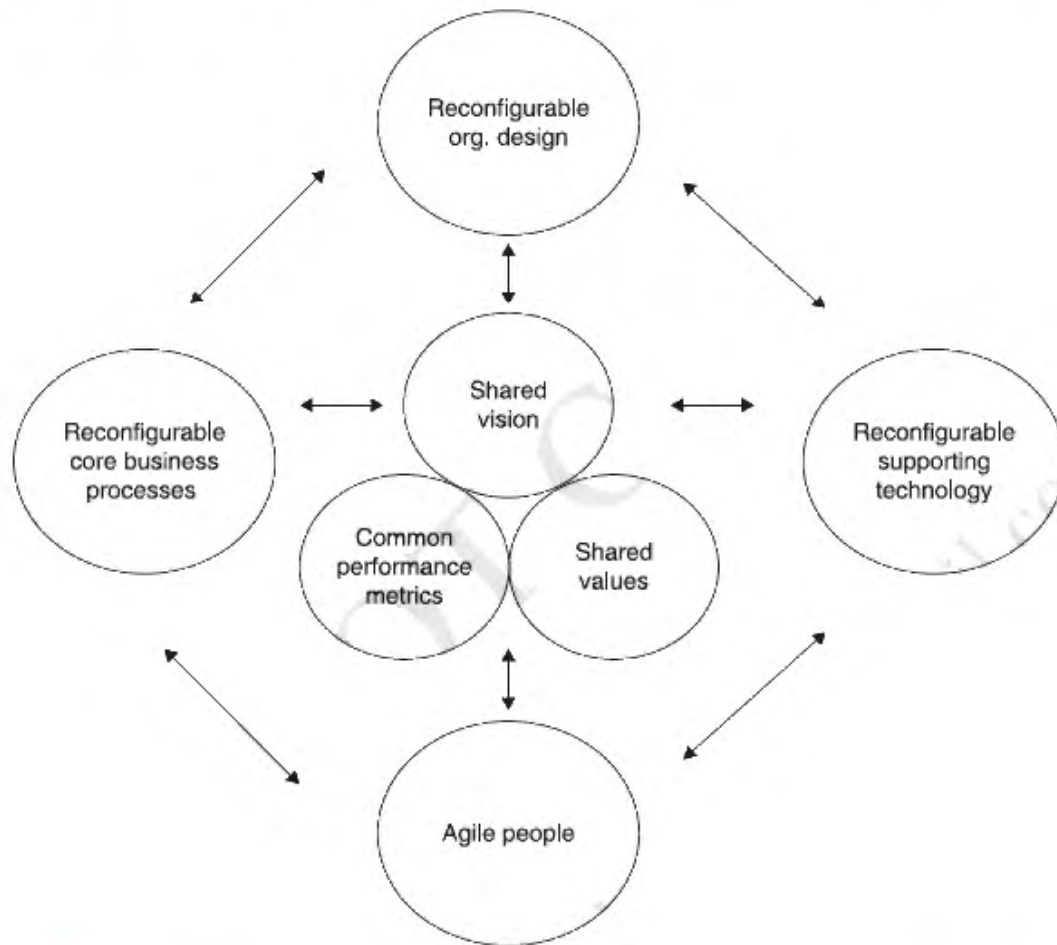 Reconfigurable
org. design
Shared
vision
Reconfigurable
core business
processes
Reconfigurable
supporting
technology
Common
performance
metrics
Shared
values
Agile people